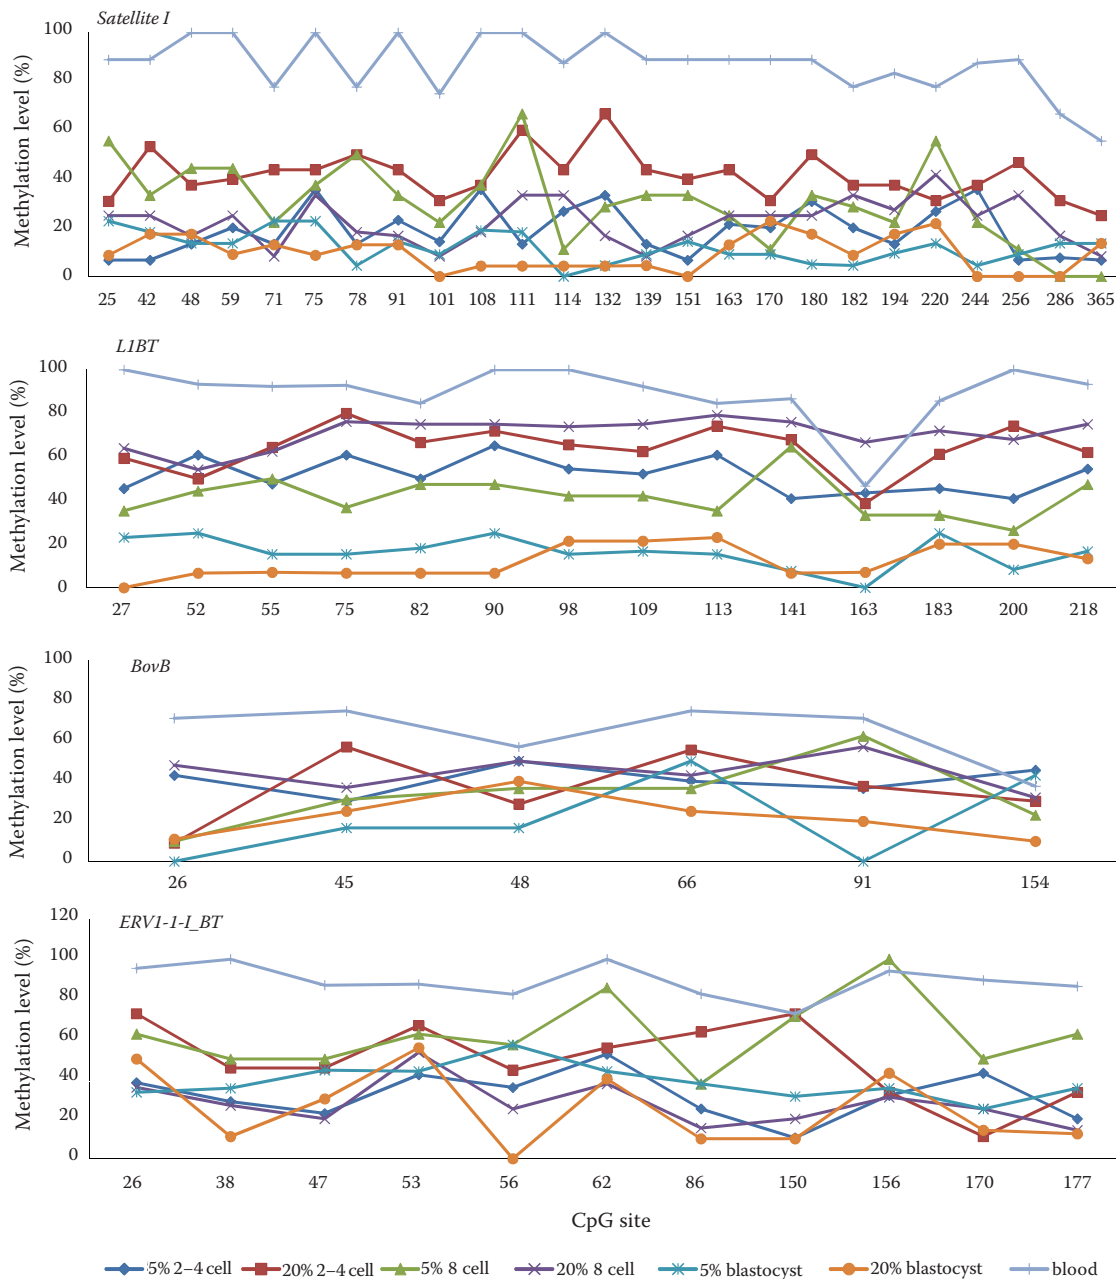 Satellite I
Methylation level (%)
100
80
60
40
20
0
25 42 48 59 71 75 78 91 101 108 111 114 132 139 151 163 170 180 182 194 220 244 256 286 365
L1BT
Methylation level (%)
100
80
60
40
20
0
27 52 55 75 82 90 98 109 113 141 163 183 200 218
BovB
Methylation level (%)
100
80
60
40
20
0
26 45 48 66 91 154
ERV1-1-I_BT
Methylation level (%)
120
100
80
60
40
20
0
26 38 47 53 56 62 86 150 156 170 177
CpG site
5% 2–4 cell 20% 2–4 cell 5% 8 cell 20% 8 cell 5% blastocyst 20% blastocyst blood